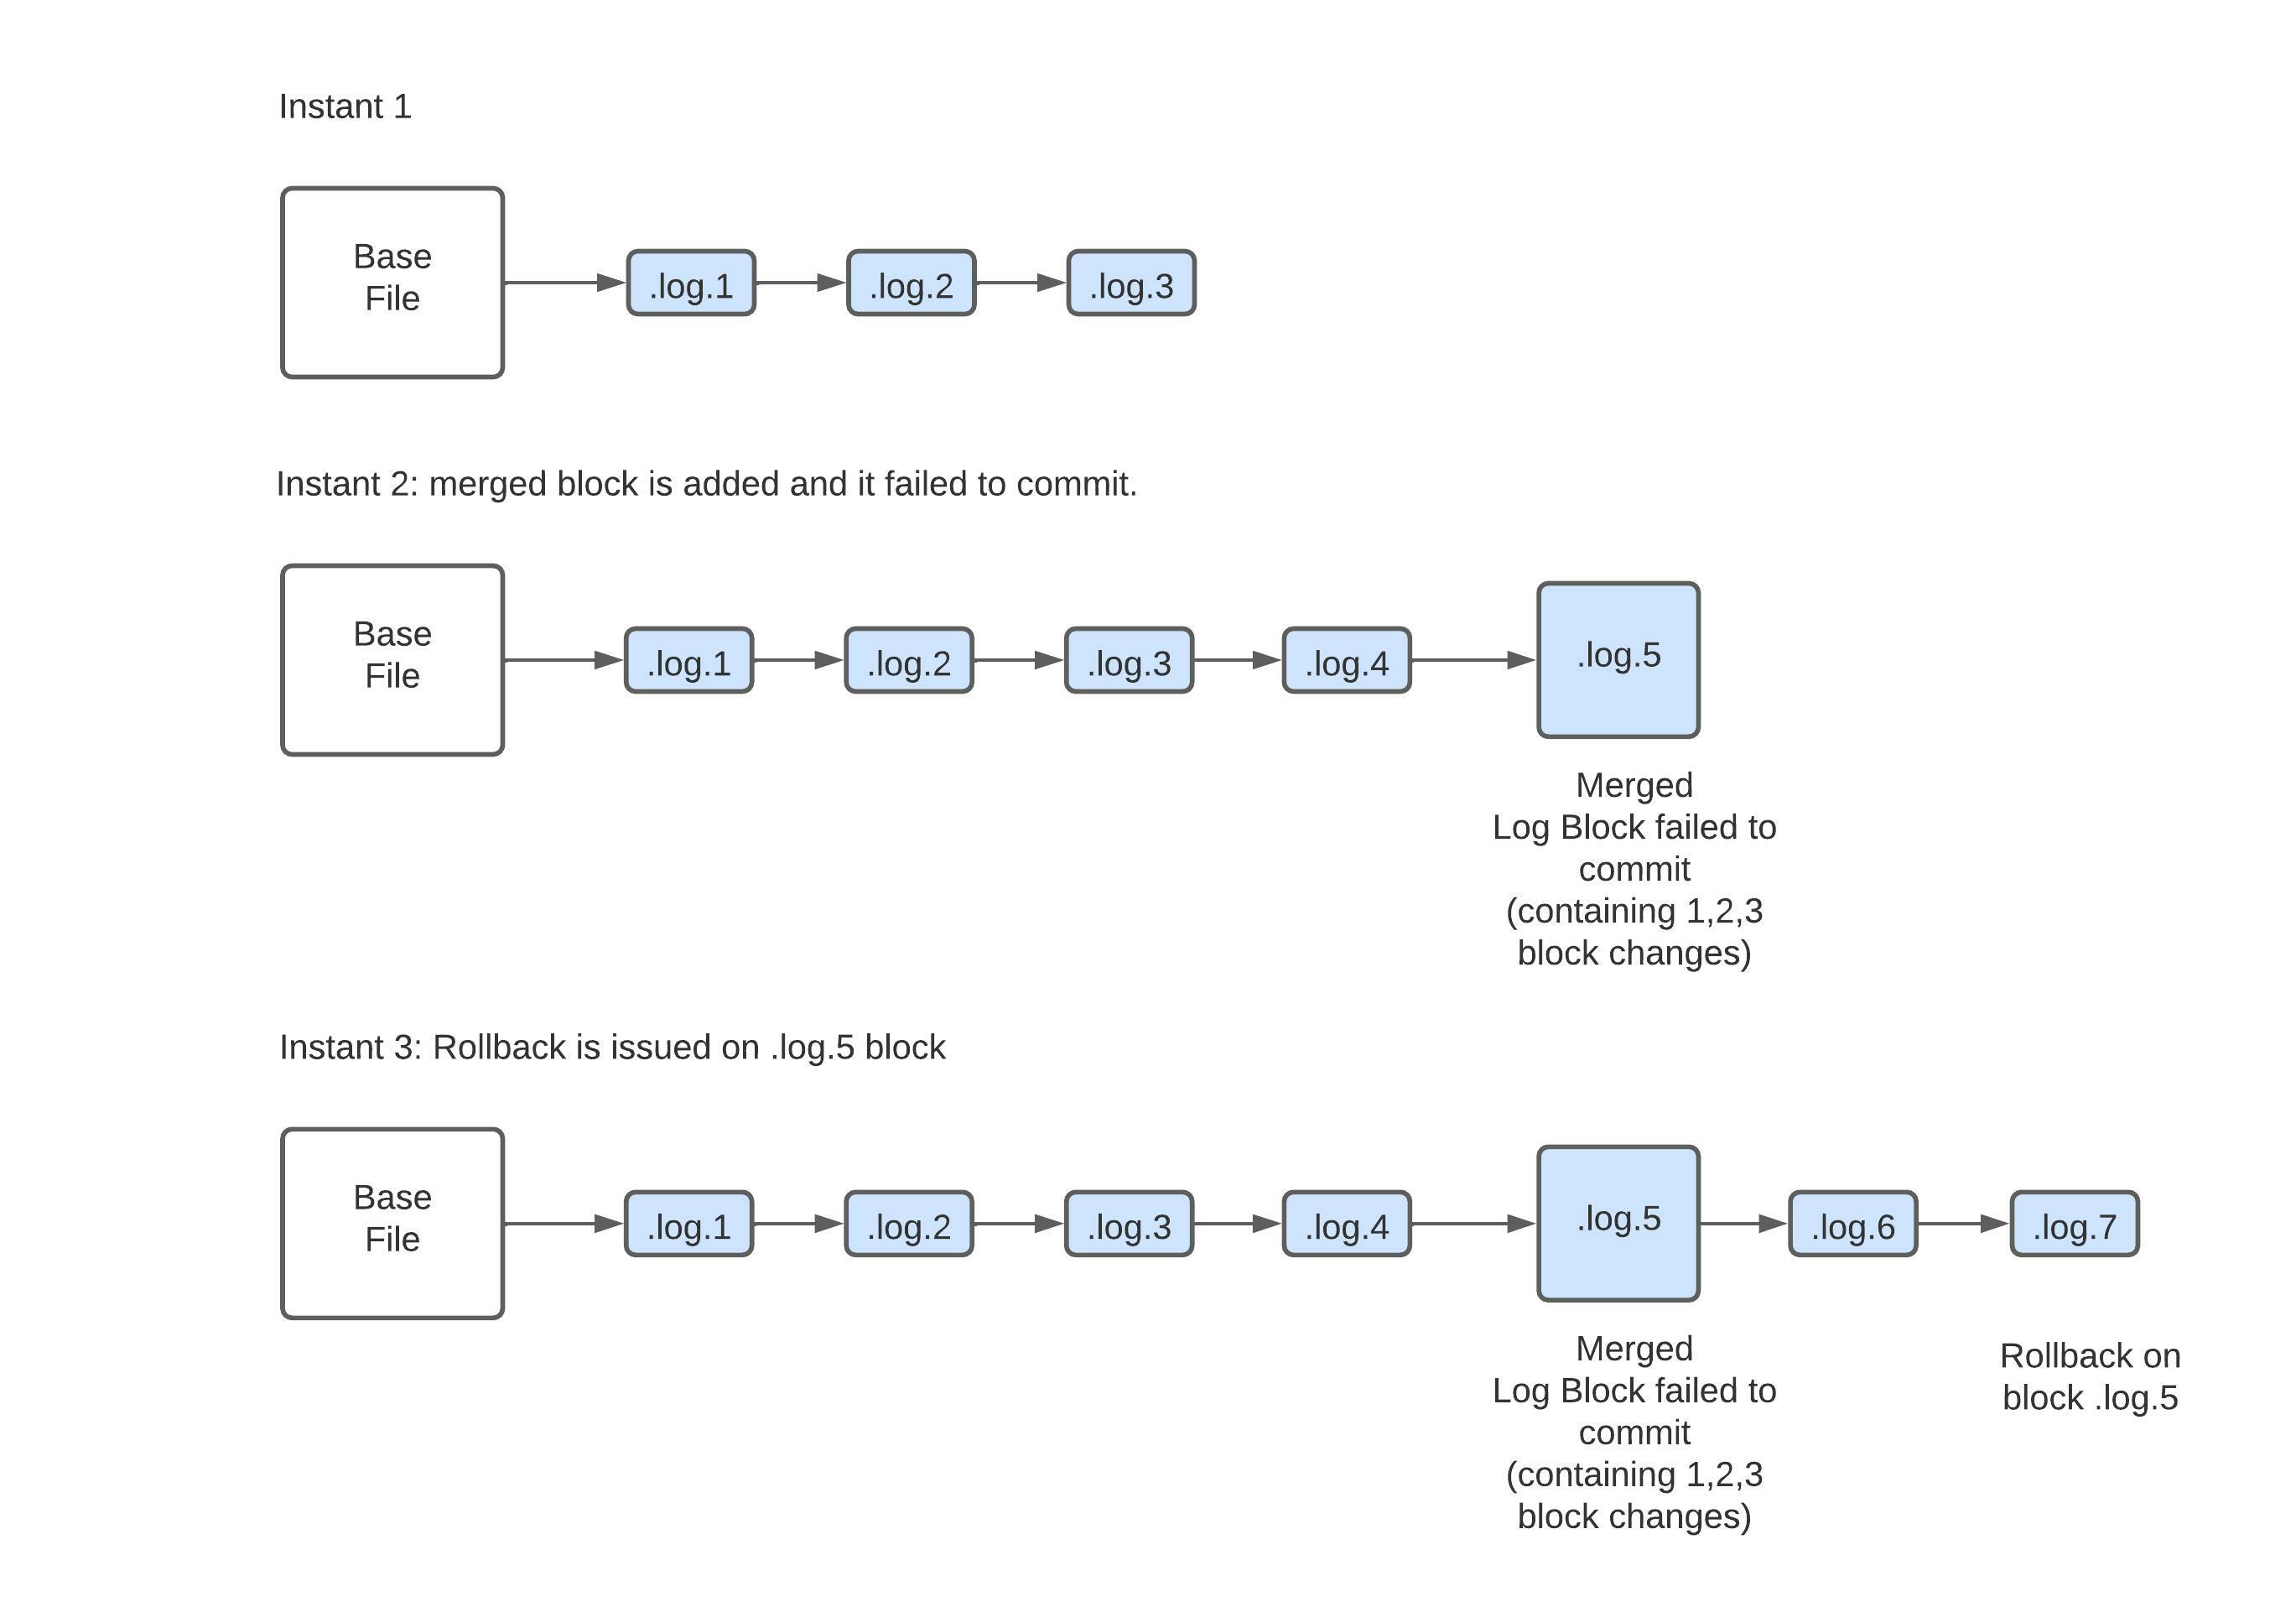 Instant 1
Base
File
.log.1
.log.2
.log.3
Instant 2: merged block is added and it failed to commit.
Base
File
.log.1
.log.2
.log.3
.log.4
.log.5
Merged
Log Block failed to
commit
(containing 1,2,3
block changes)
Instant 3: Rollback is issued on .log.5 block
Base
File
.log.1
.log.2
.log.3
.log.4
.log.5
.log.6
.log.7
Merged
Log Block failed to
commit
(containing 1,2,3
block changes)
Rollback on
block .log.5